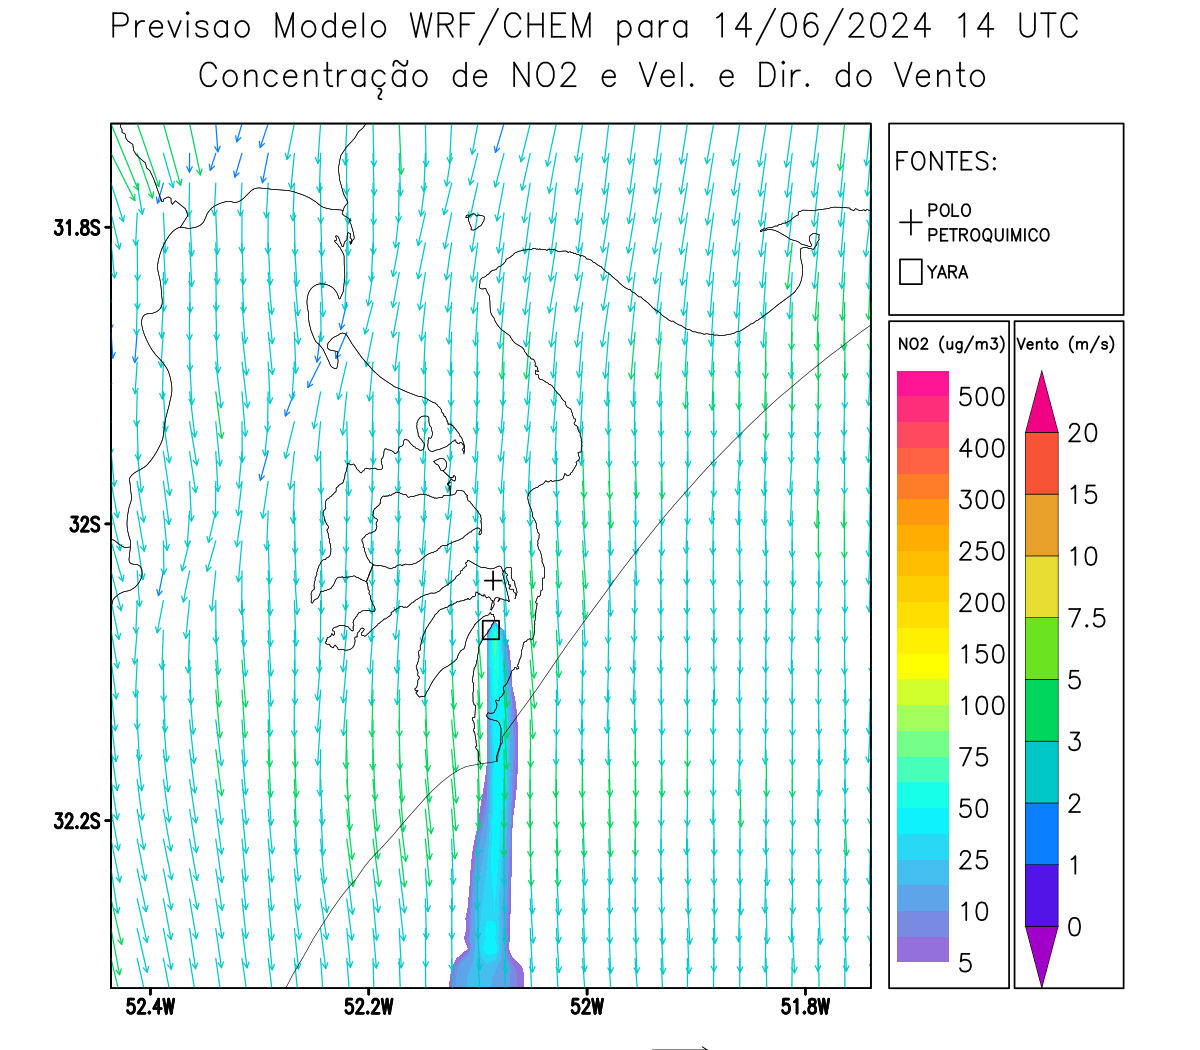 Previsao Modelo WRF/CHEM para 14/06/2024 14 UTC
Concentração de NO2 e Vel. e Dir. do Vento
FONTES:
POLO
PETROQUIMICO
YARA
NO2 (ug/m3)
500
400
300
250
200
150
100
75
50
25
10
5
Vento (m/s)
20
15
10
7.5
5
3
2
1
0
31.8S
32S
32.2S
52.4W
52.2W
52W
51.8W